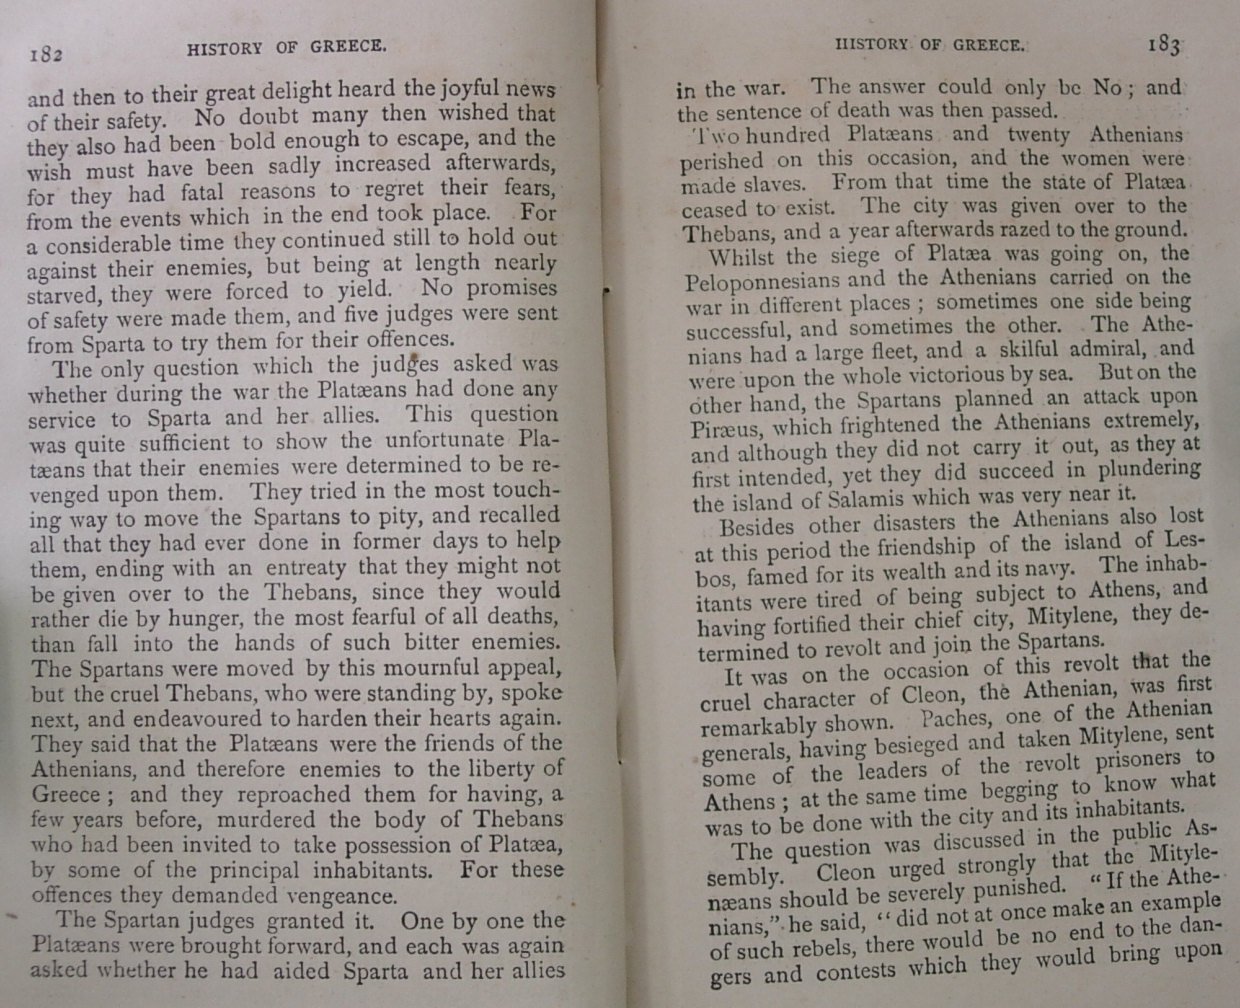 182 HISTORY OF GREECE.
and then to their great delight heard the joyful news
of their safety. No doubt many then wished that
they also had been bold enough to escape, and the
wish must have been sadly increased afterwards,
for they had fatal reasons to regret their fears,
from the events which in the end took place. For
a considerable time they continued still to hold out
against their enemies, but being at length nearly
starved, they were forced to yield. No promises
of safety were made them, and five judges were sent
from Sparta to try them for their offences.
The only question which the judges asked was
whether during the war the Platæans had done any
service to Sparta and her allies. This question
was quite sufficient to show the unfortunate Pla-
tæans that their enemies were determined to be re-
venged upon them. They tried in the most touch-
ing way to move the Spartans to pity, and recalled
all that they had ever done in former days to help
them, ending with an entreaty that they might not
be given over to the Thebans, since they would
rather die by hunger, the most fearful of all deaths,
than fall into the hands of such bitter enemies.
The Spartans were moved by this mournful appeal,
but the cruel Thebans, who were standing by, spoke
next, and endeavoured to harden their hearts again.
They said that the Platæans were the friends of the
Athenians, and therefore enemies to the liberty of
Greece ; and they reproached them for having, a
few years before, murdered the body of Thebans
who had been invited to take possession of Platæa,
by some of the principal inhabitants. For these
offences they demanded vengeance.
The Spartan judges granted it. One by one the
Platæans were brought forward, and each was again
asked whether he had aided Sparta and her allies
HISTORY OF GREECE. 183
in the war. The answer could only be No ; and
the sentence of death was then passed.
Two hundred Platæans and twenty Athenians
perished on this occasion, and the women were
made slaves. From that time the state of Platæa
ceased to exist. The city was given over to the
Thebans, and a year afterwards razed to the ground.
Whilst the siege of Platæa was going on, the
Peloponnesians and the Athenians carried on the
war in different places ; sometimes one side being
successful, and sometimes the other. The Athe-
nians had a large fleet, and a skilful admiral, and
were upon the whole victorious by sea. But on the
other hand, the Spartans planned an attack upon
Piræus, which frightened the Athenians extremely,
and although they did not carry it out, as they at
first intended, yet they did succeed in plundering
the island of Salamis which was very near it.
Besides other disasters the Athenians also lost
at this period the friendship of the island of Les-
bos, famed for its wealth and its navy. The inhab-
itants were tired of being subject to Athens, and
having fortified their chief city, Mitylene, they de-
termined to revolt and join the Spartans.
It was on the occasion of this revolt that the
cruel character of Cleon, the Athenian, was first
remarkably shown. Paches, one of the Athenian
generals, having besieged and taken Mitylene, sent
some of the leaders of the revolt prisoners to
Athens ; at the same time begging to know what
was to be done with the city and its inhabitants.
The question was discussed in the public As-
sembly. Cleon urged strongly that the Mityle-
næans should be severely punished. “ If the Athe-
nians,” he said, “ did not at once make an example
of such rebels, there would be no end to the dan-
gers and contests which they would bring upon